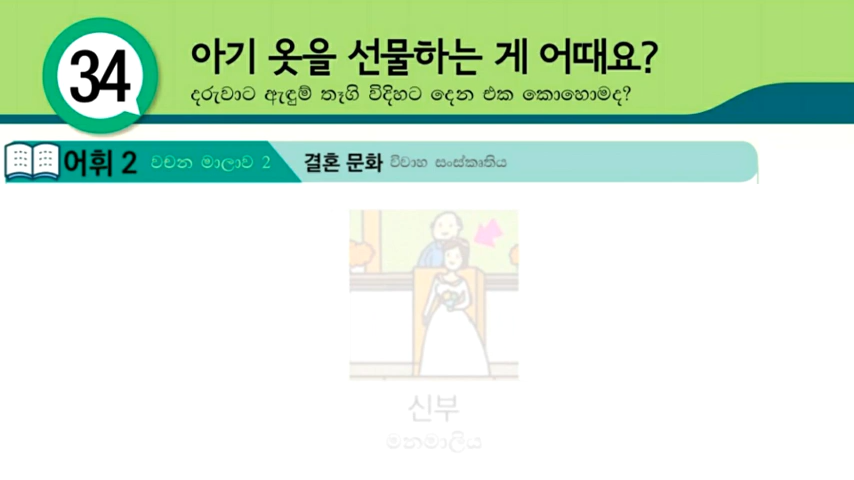 34
아기 옷을 선물하는 게 어때요?
දරුවාට ඇඳුම් තෑගි විදිහට දෙන එක කොහොමද?
어휘 2 වචන මාලාව 2 결혼 문화 විවාහ සංස්කෘතිය
신부
මනමාලිය